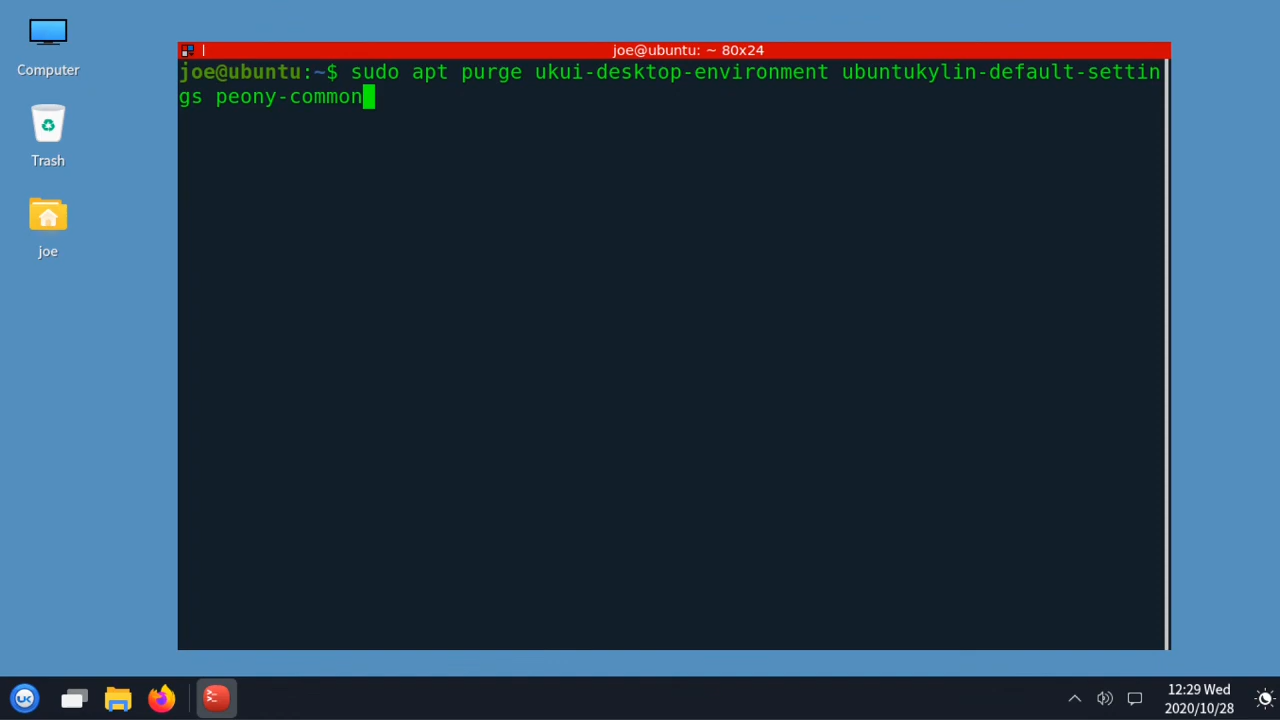 Computer
Trash
joe
joe@ubuntu: ~ 80x24
joe@ubuntu:~$ sudo apt purge ukui-desktop-environment ubuntukylin-default-settin
gs peony-common
UK
12:29 Wed
2020/10/28